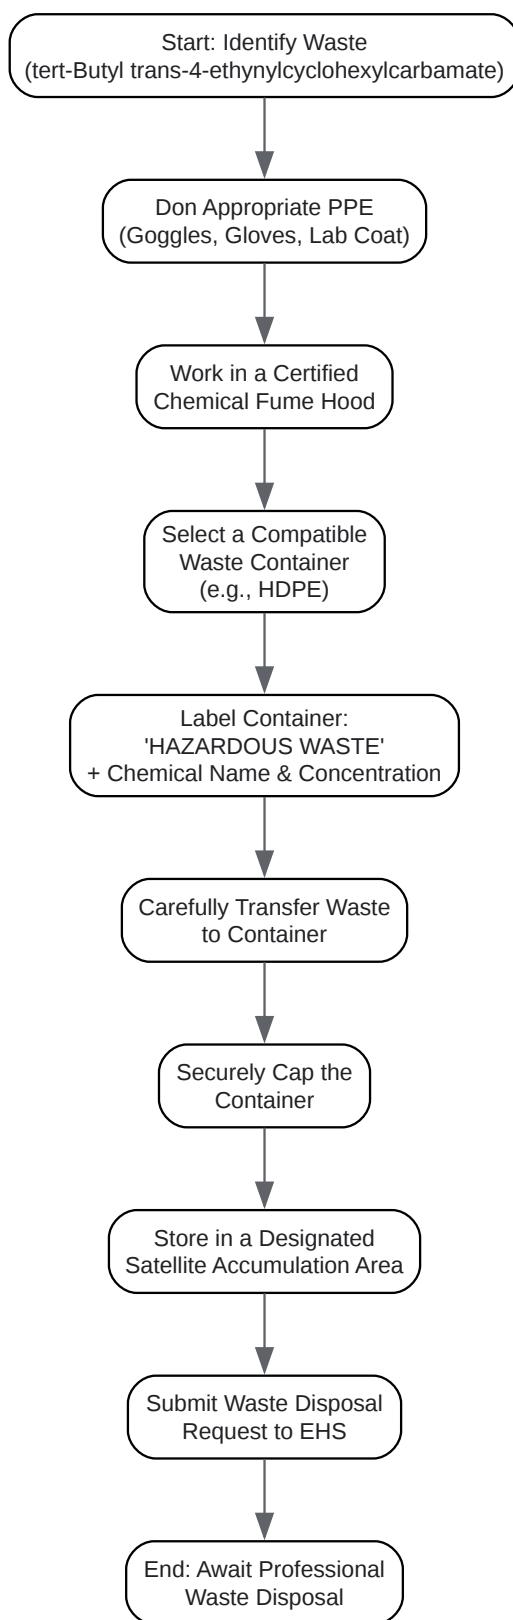 Start: Identify Waste
(tert-Butyl trans-4-ethynylcyclohexylcarbamate)
Don Appropriate PPE
(Goggles, Gloves, Lab Coat)
Work in a Certified
Chemical Fume Hood
Select a Compatible
Waste Container
(e.g., HDPE)
Label Container:
'HAZARDOUS WASTE'
+ Chemical Name & Concentration
Carefully Transfer Waste
to Container
Securely Cap the
Container
Store in a Designated
Satellite Accumulation Area
Submit Waste Disposal
Request to EHS
End: Await Professional
Waste Disposal